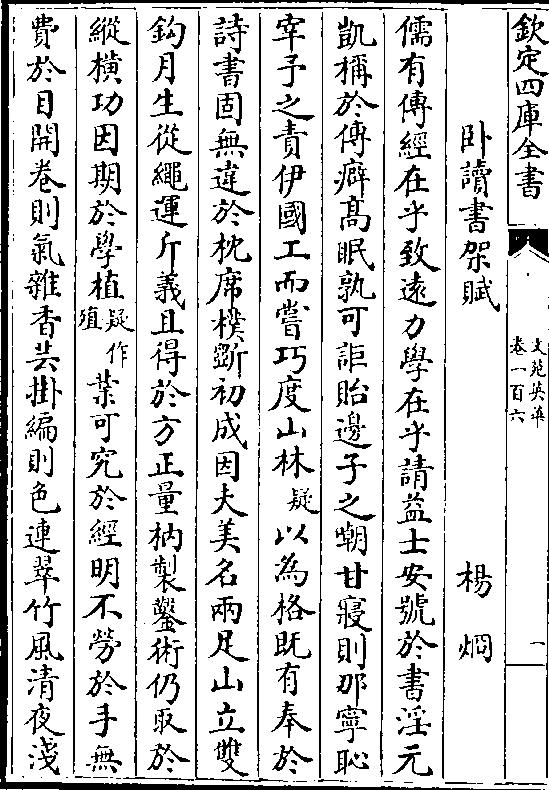 欽定四庫全書
文苑英華
卷一百六
一
卧讀書架賦　楊烱
儒有傳經在乎致遠力學在乎請益士安號於書淫元
凱稱於傳癖高眠孰可詎貽邊子之嘲甘寢則那寧恥
宰予之責伊國工而嘗巧度山林疑以為格既有奉於
詩書固無違於枕席樸斵初成因夫美名兩足山立雙
鈎月生從繩運斤義且得於方正量枘製鑿術仍取於
縱橫功因期於學植疑作殖業可究於經明不勞於手無
費於目開卷則氣雜香芸掛編則色連翠竹風清夜淺